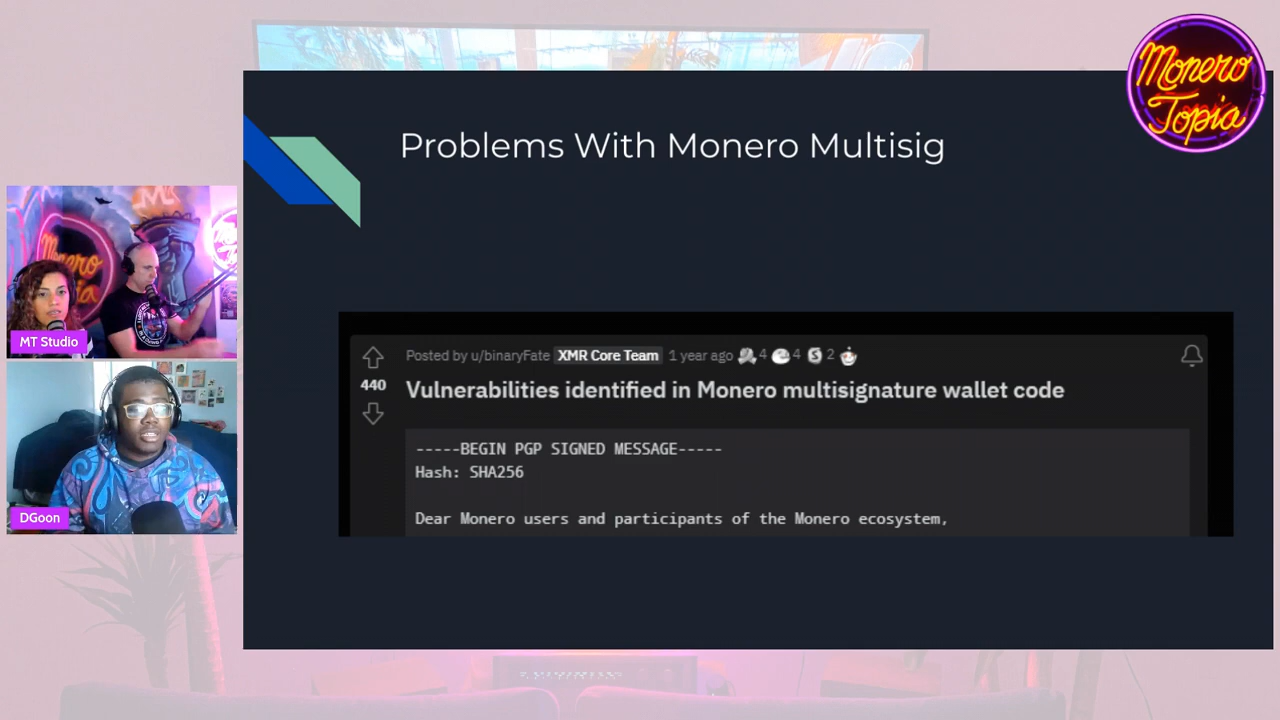 Monero
Topia
Problems With Monero Multisig
Monero
opia
MT Studio
DGoon
Posted by u/binaryFate XMR Core Team 1 year ago 4 4 S 2
440
Vulnerabilities identified in Monero multisignature wallet code
-----BEGIN PGP SIGNED MESSAGE-----
Hash: SHA256
Dear Monero users and participants of the Monero ecosystem,